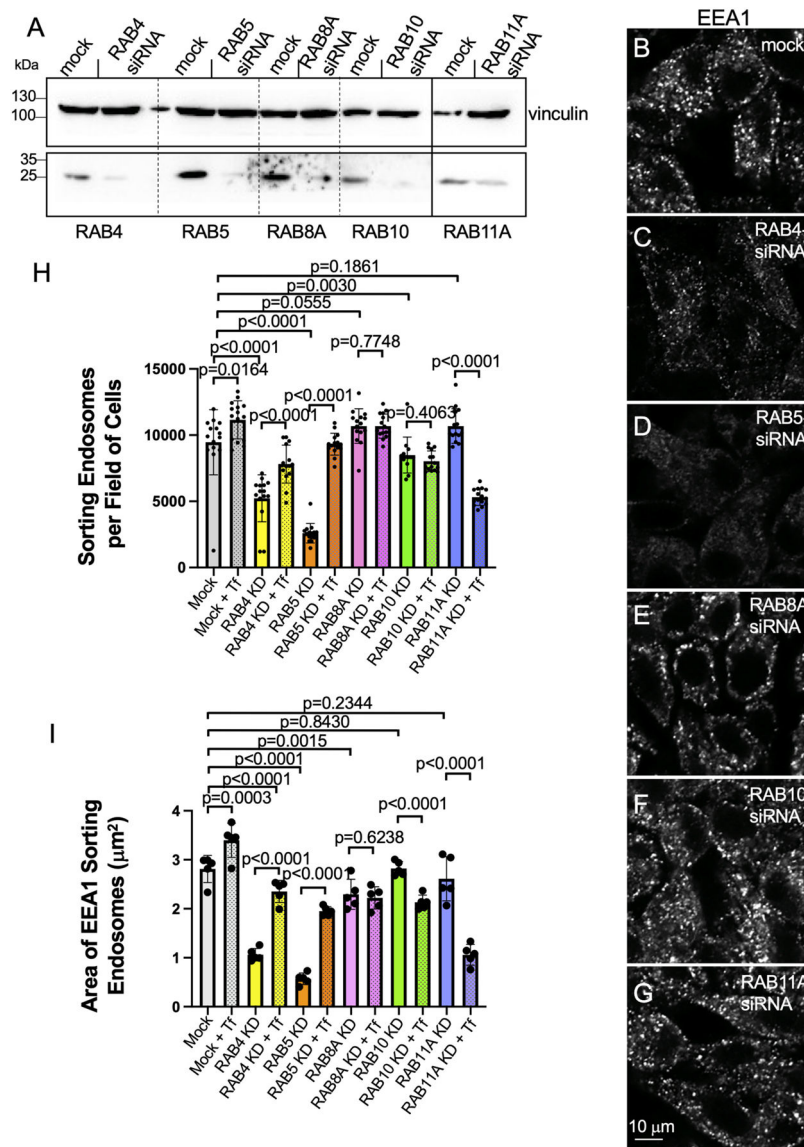 A
mock
RAB4
siRNA
mock
RAB5
siRNA
mock
RAB8A
siRNA
mock
RAB10
siRNA
mock
RAB11A
siRNA
kDa
130
100
vinculin
35
25
RAB4
RAB5
RAB8A
RAB10
RAB11A
H
p=0.1861
p=0.0030
p=0.0555
p<0.0001
p<0.0001
p=0.0164
p<0.0001
p<0.0001
p=0.7748
p=0.4063
p<0.0001
Sorting Endosomes
per Field of Cells
15000
10000
5000
0
Mock
Mock + Tf
RAB4 KD
RAB4 KD + Tf
RAB5 KD
RAB5 KD + Tf
RAB8A KD
RAB8A KD + Tf
RAB10 KD
RAB10 KD + Tf
RAB11A KD
RAB11A KD + Tf
I
p=0.2344
p=0.8430
p=0.0015
p<0.0001
p<0.0001
p=0.0003
p<0.0001
p<0.0001
p=0.6238
p<0.0001
p<0.0001
Area of EEA1 Sorting
Endosomes (μm²)
4
3
2
1
0
Mock
Mock + Tf
RAB4 KD
RAB4 KD + Tf
RAB5 KD
RAB5 KD + Tf
RAB8A KD
RAB8A KD + Tf
RAB10 KD
RAB10 KD + Tf
RAB11A KD
RAB11A KD + Tf
EEA1
B
mock
C
RAB4
siRNA
D
RAB5
siRNA
E
RAB8A
siRNA
F
RAB10
siRNA
G
RAB11A
siRNA
10 μm